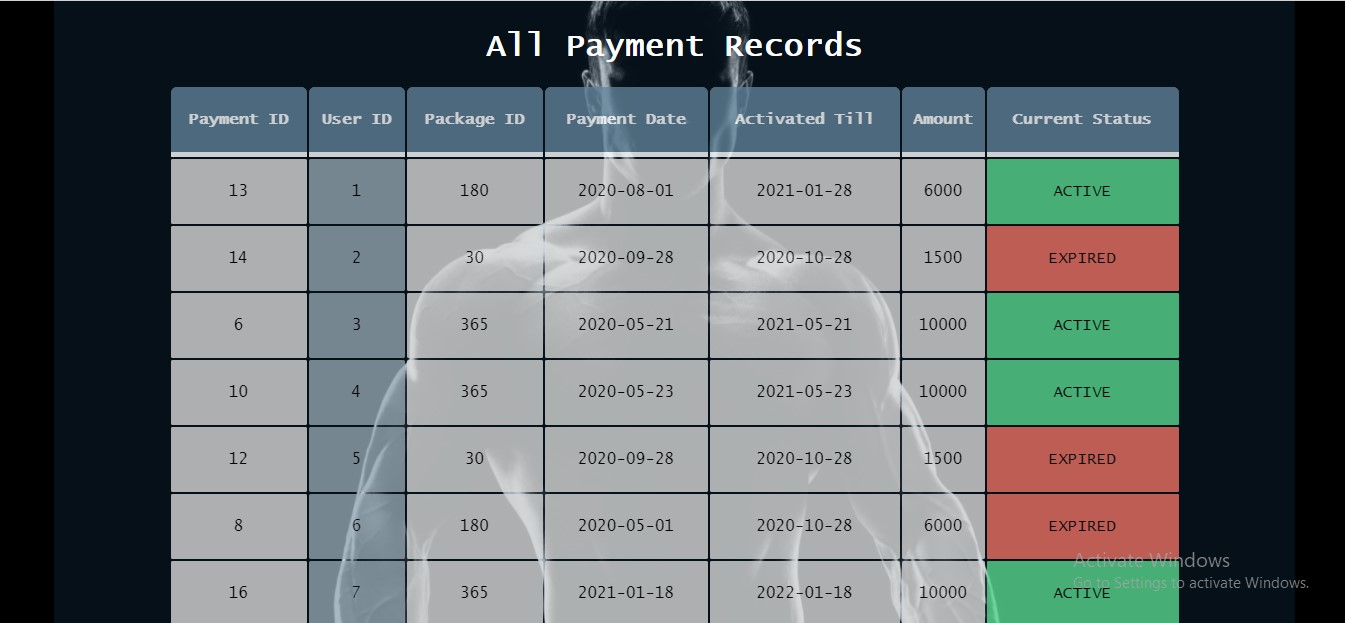 All Payment Records
Payment ID User ID Package ID Payment Date Activated Till Amount Current Status
13 1 180 2020-08-01 2021-01-28 6000 ACTIVE
14 2 30 2020-09-28 2020-10-28 1500 EXPIRED
6 3 365 2020-05-21 2021-05-21 10000 ACTIVE
10 4 365 2020-05-23 2021-05-23 10000 ACTIVE
12 5 30 2020-09-28 2020-10-28 1500 EXPIRED
8 6 180 2020-05-01 2020-10-28 6000 EXPIRED
Activate Windows
Go to Settings to activate Windows.
16 7 365 2021-01-18 2022-01-18 10000 ACTIVE